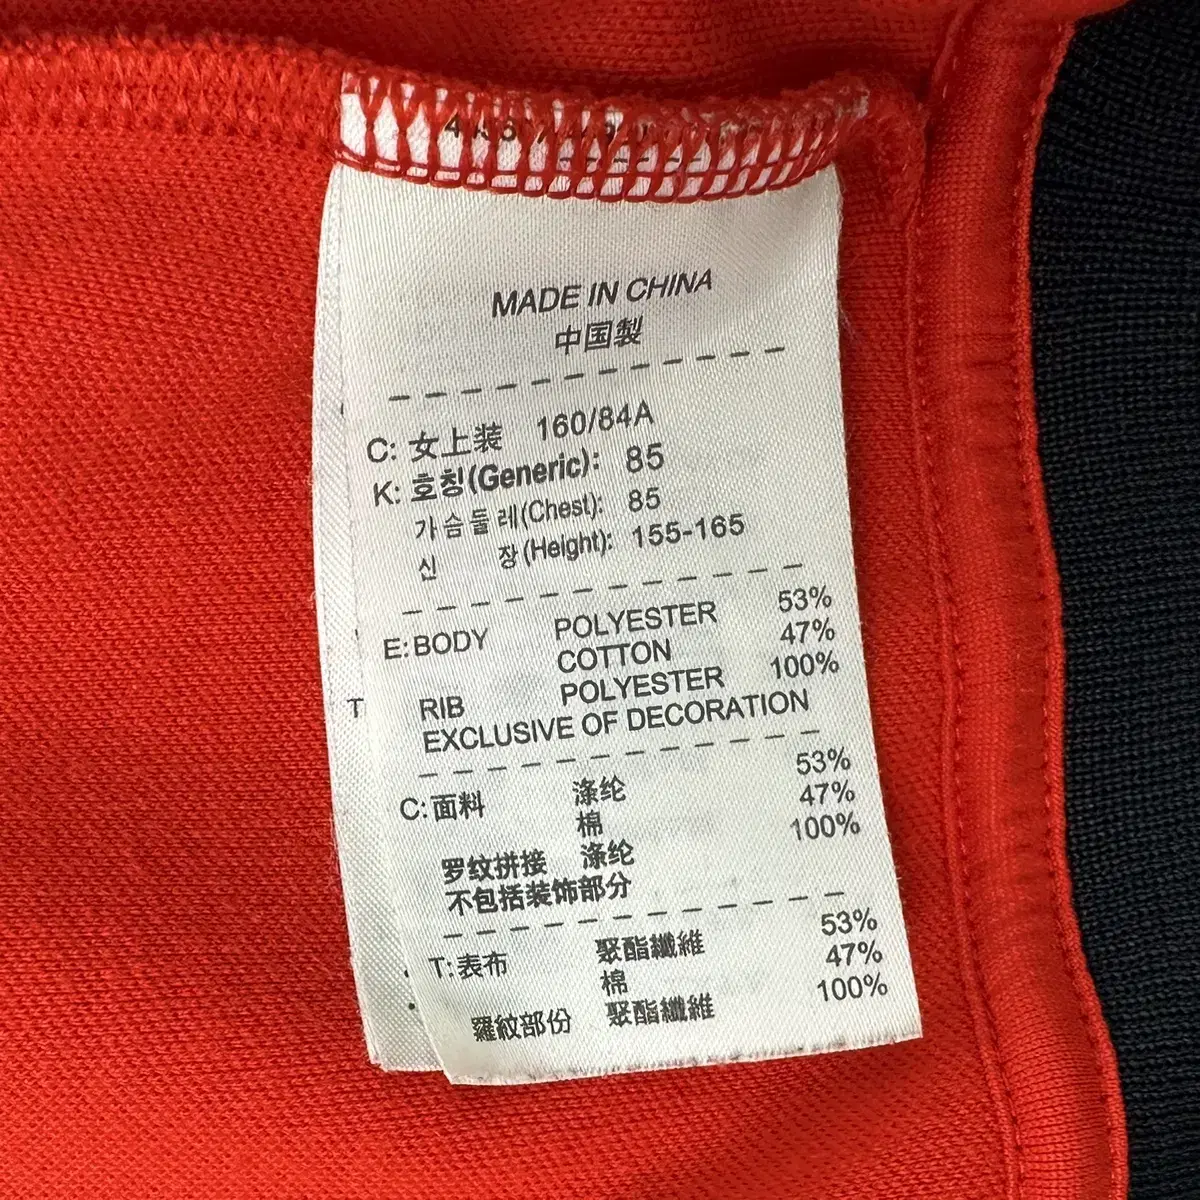 MADE IN CHINA
中国製
C: 女上装 160/84A
K: 호칭(Generic): 85
가슴둘레(Chest): 85
신 장(Height): 155-165
E: BODY POLYESTER 53%
COTTON 47%
RIB POLYESTER 100%
EXCLUSIVE OF DECORATION
C: 面料 涤纶 53%
棉 47%
罗纹拼接 涤纶 100%
不包括装饰部分
T: 表布 聚酯纖維 53%
棉 47%
羅紋部份 聚酯纖維 100%
T